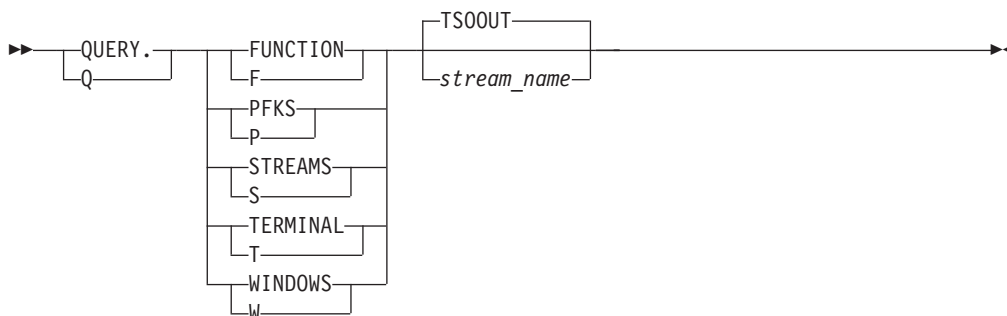 TSOOUT
QUERY. FUNCTION
Q F stream_name
PFKS
P
STREAMS
S
TERMINAL
T
WINDOWS
W